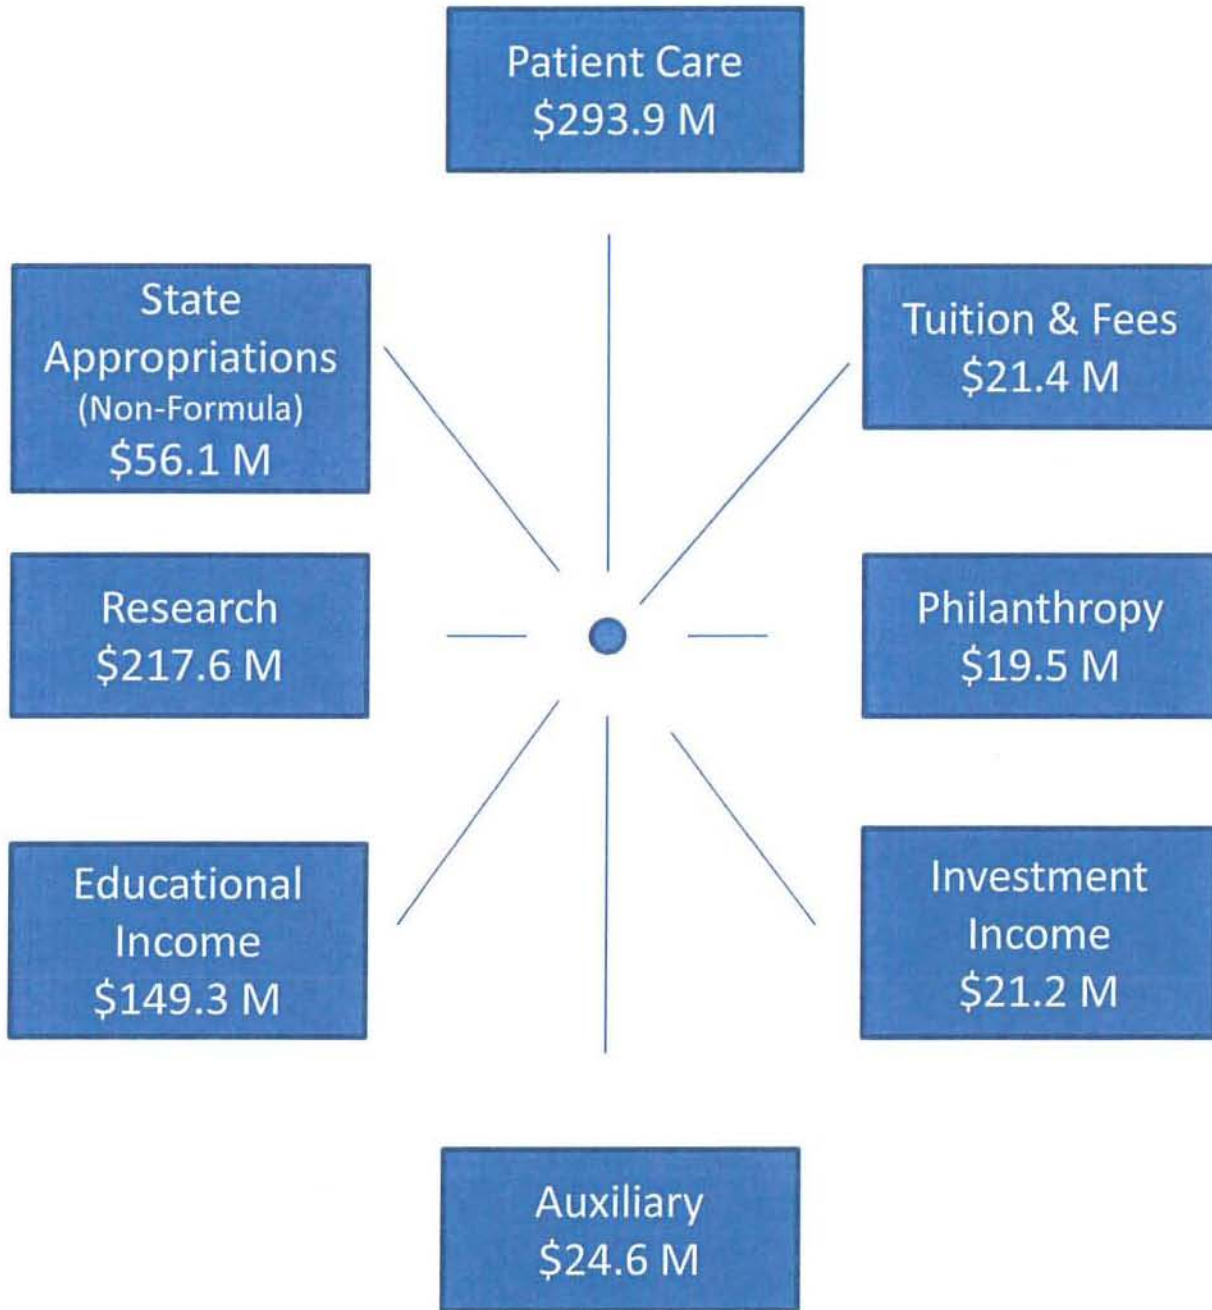 Patient Care
$293.9 M
State
Appropriations
(Non-Formula)
$56.1 M
Tuition & Fees
$21.4 M
Research
$217.6 M
Philanthropy
$19.5 M
Educational
Income
$149.3 M
Investment
Income
$21.2 M
Auxiliary
$24.6 M